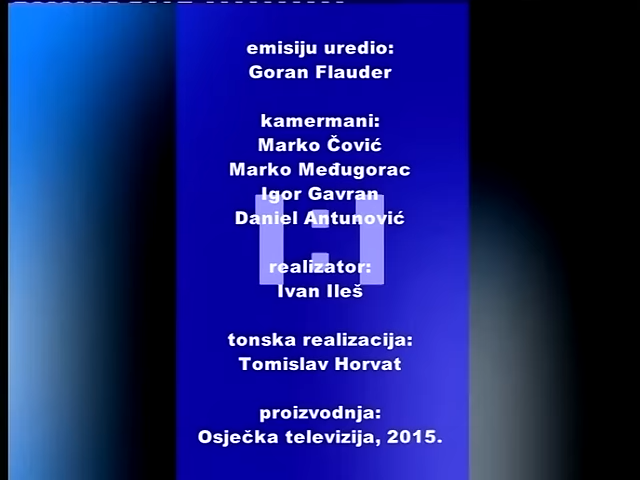 emisiju uredio:
Goran Flauder
kamermani:
Marko Čović
Marko Međugorac
Igor Gavran
Daniel Antunović
realizator:
Ivan Ileš
tonska realizacija:
Tomislav Horvat
proizvodnja:
Osječka televizija, 2015.